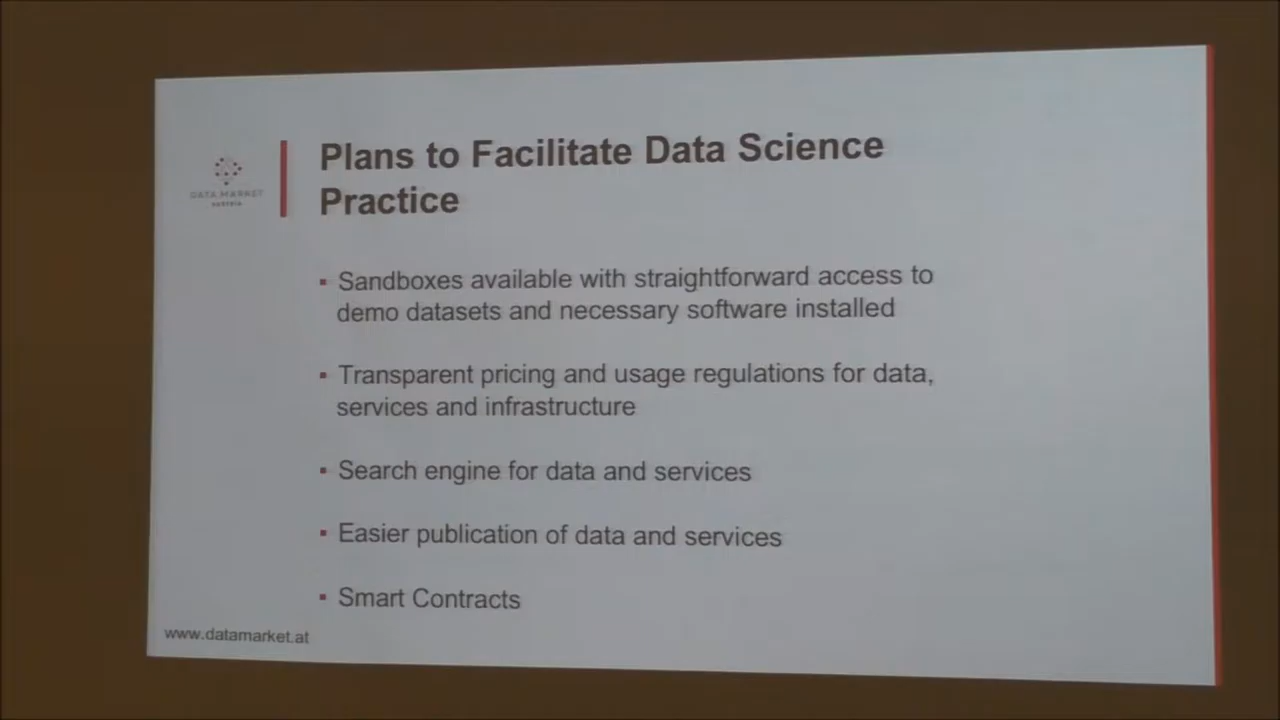 Plans to Facilitate Data Science
Practice
DATA MARKET
AUSTRIA
▪ Sandboxes available with straightforward access to
demo datasets and necessary software installed
▪ Transparent pricing and usage regulations for data,
services and infrastructure
▪ Search engine for data and services
▪ Easier publication of data and services
▪ Smart Contracts
www.datamarket.at